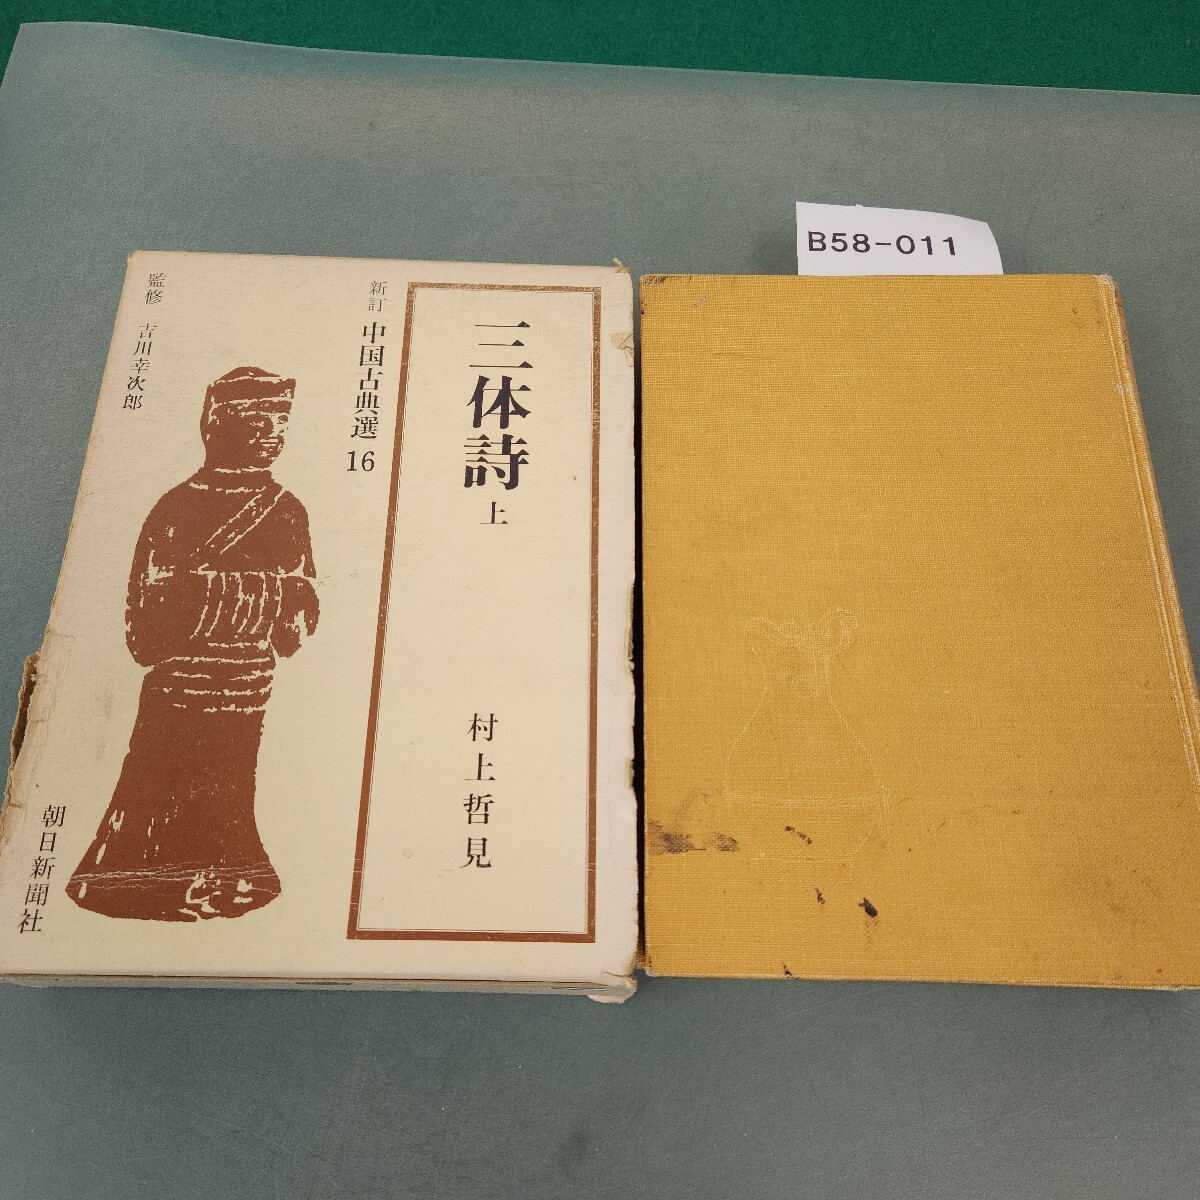 B58-011
三体詩 上
村上哲見
新訂 中国古典選 16
監修 吉川幸次郎
朝日新聞社